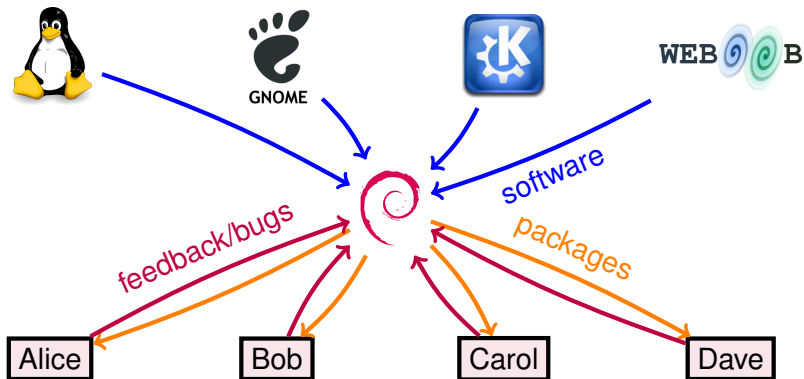 GNOME
K
WEB B
software
feedback/bugs
packages
Alice
Bob
Carol
Dave